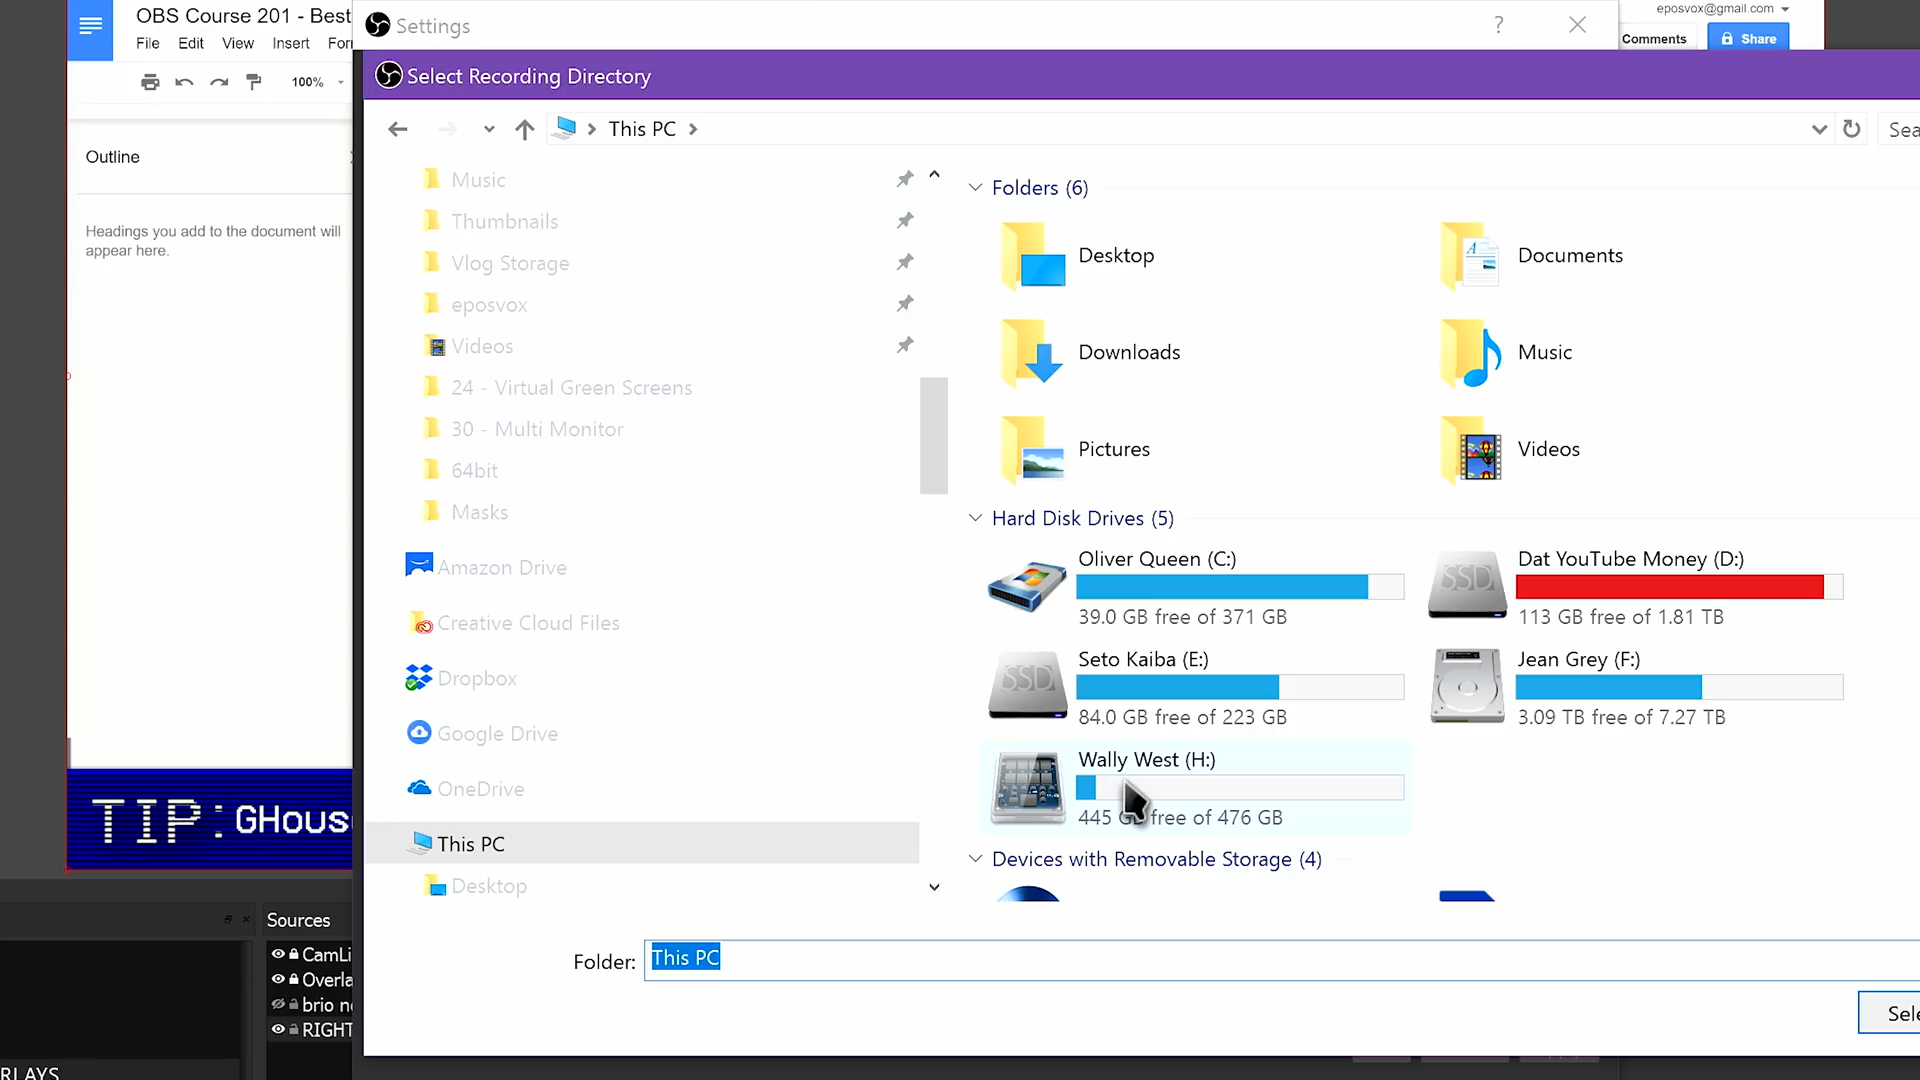 OBS Course 201 - Best
File Edit View Insert
100%
Outline
Headings you add to the document will
appear here.
TIP: GHous
Settings
?
eposvox@gmail.com
Comments
Share
Select Recording Directory
This PC
Music
Thumbnails
Vlog Storage
eposvox
Videos
24 - Virtual Green Screens
30 - Multi Monitor
64bit
Masks
Amazon Drive
Creative Cloud Files
Dropbox
Google Drive
OneDrive
This PC
Desktop
Folders (6)
Desktop
Documents
Downloads
Music
Pictures
Videos
Hard Disk Drives (5)
Oliver Queen (C:)
39.0 GB free of 371 GB
SSD
Dat YouTube Money (D:)
113 GB free of 1.81 TB
SSD
Seto Kaiba (E:)
84.0 GB free of 223 GB
Jean Grey (F:)
3.09 TB free of 7.27 TB
Wally West (H:)
445 GB free of 476 GB
Devices with Removable Storage (4)
Folder: This PC
Sources
CamLi
Overla
brio n
RIGHT
RLAYS